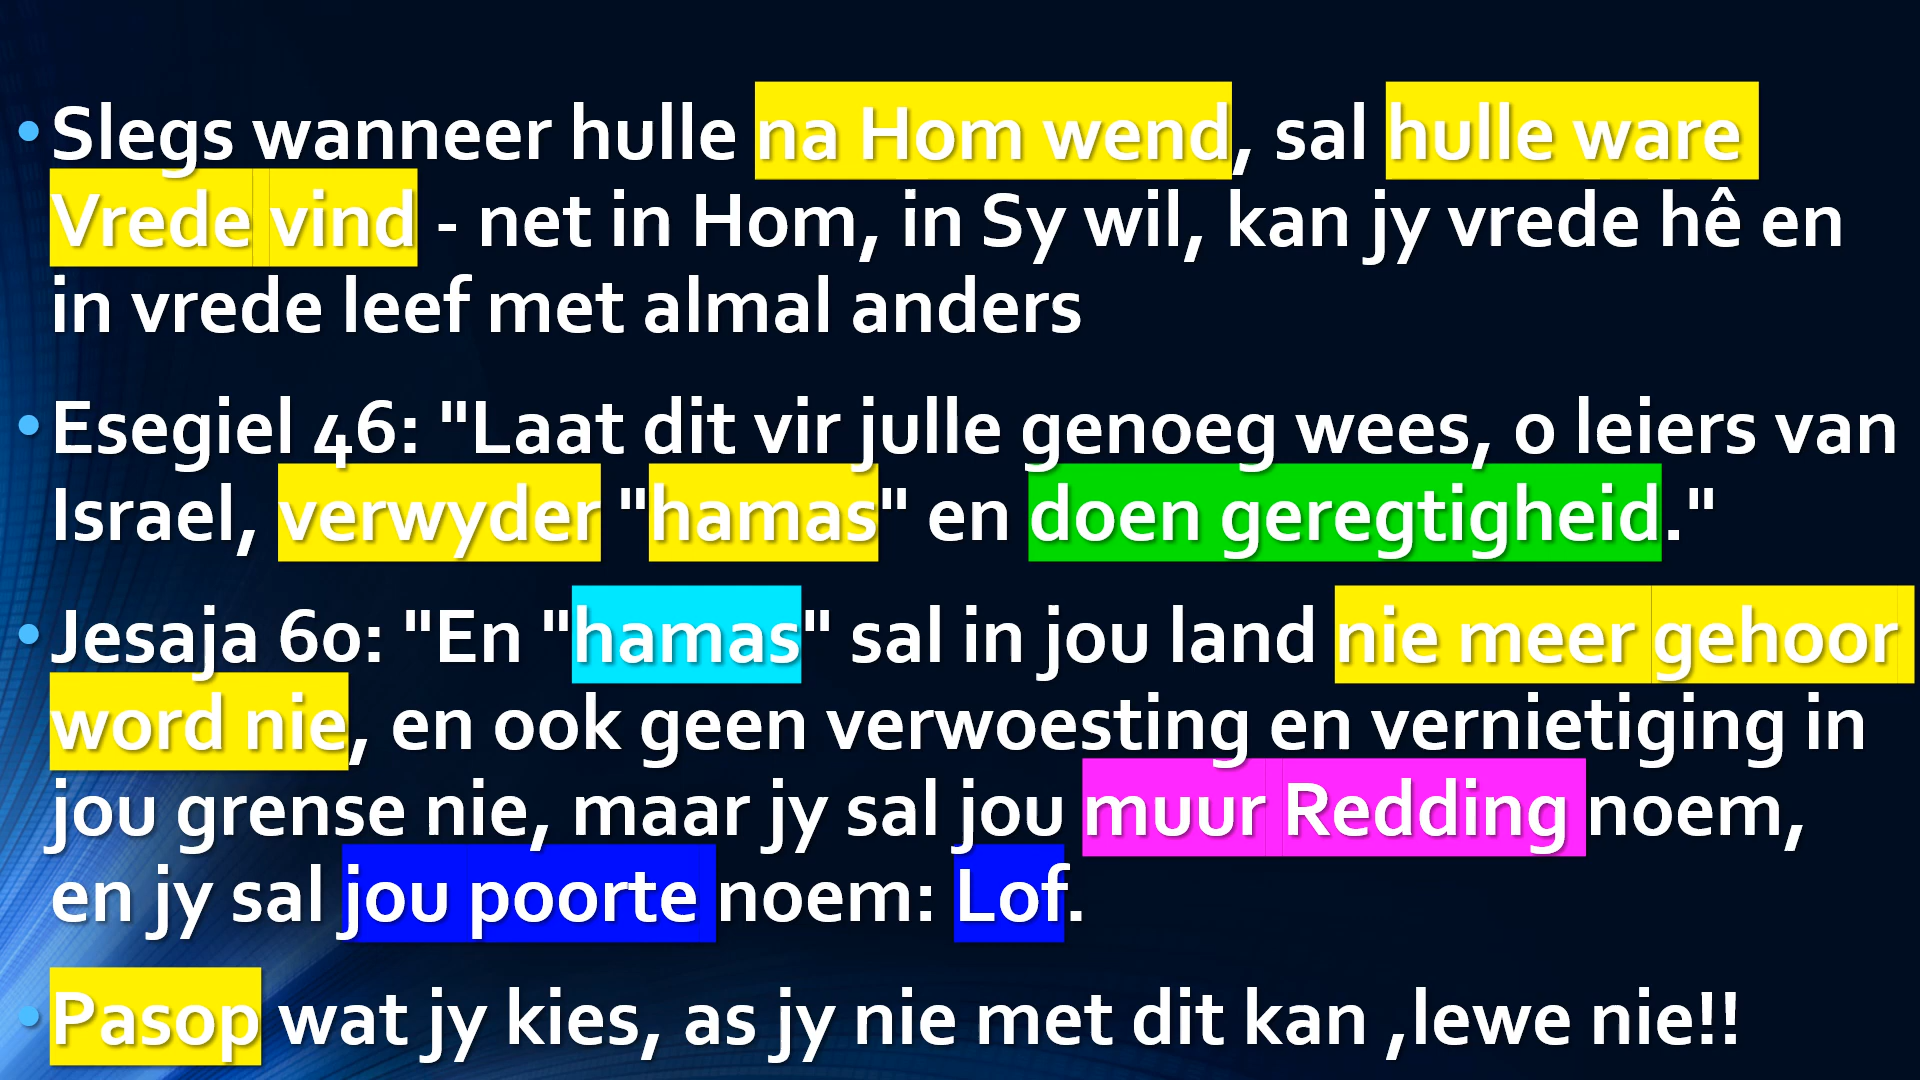 • Slegs wanneer hulle na Hom wend, sal hulle ware
Vrede vind - net in Hom, in Sy wil, kan jy vrede hê en
in vrede leef met almal anders
• Esegiel 46: "Laat dit vir julle genoeg wees, o leiers van
Israel, verwyder "hamas" en doen geregtigheid."
• Jesaja 60: "En "hamas" sal in jou land nie meer gehoor
word nie, en ook geen verwoesting en vernietiging in
jou grense nie, maar jy sal jou muur Redding noem,
en jy sal jou poorte noem: Lof.
• Pasop wat jy kies, as jy nie met dit kan ,lewe nie!!